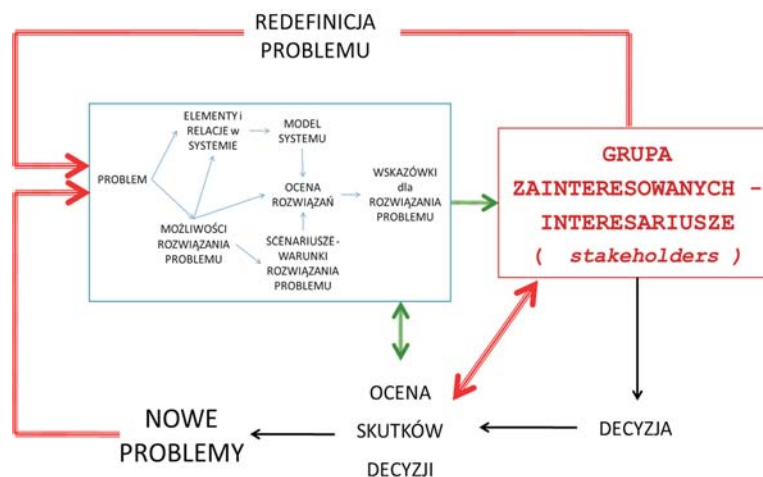 REDEFINICJA
PROBLEMU
ELEMENTY i
RELACJE w
SYSTEMIE
MODEL
SYSTEMU
PROBLEM
OCENA
ROZWIĄZAŃ
WSKAZÓWKI
dla
ROZWIĄZANIA
PROBLEMU
MOŻLIWOŚCI
ROZWIĄZANIA
PROBLEMU
SCENARIUSZE-
WARUNKI
ROZWIĄZANIA
PROBLEMU
GRUPA
ZAINTERESOWANYCH -
INTERESARIUSZE
( stakeholders )
OCENA
SKUTKÓW
DECYZJI
DECYZJA
NOWE
PROBLEMY